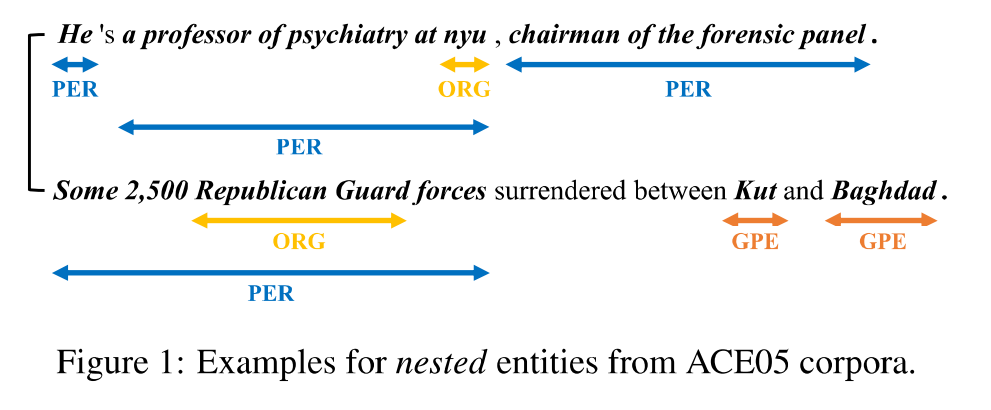 He 's a professor of psychiatry at nyu , chairman of the forensic panel .
PER ORG PER
PER
Some 2,500 Republican Guard forces surrendered between Kut and Baghdad .
ORG GPE GPE
PER
Figure 1: Examples for nested entities from ACE05 corpora.